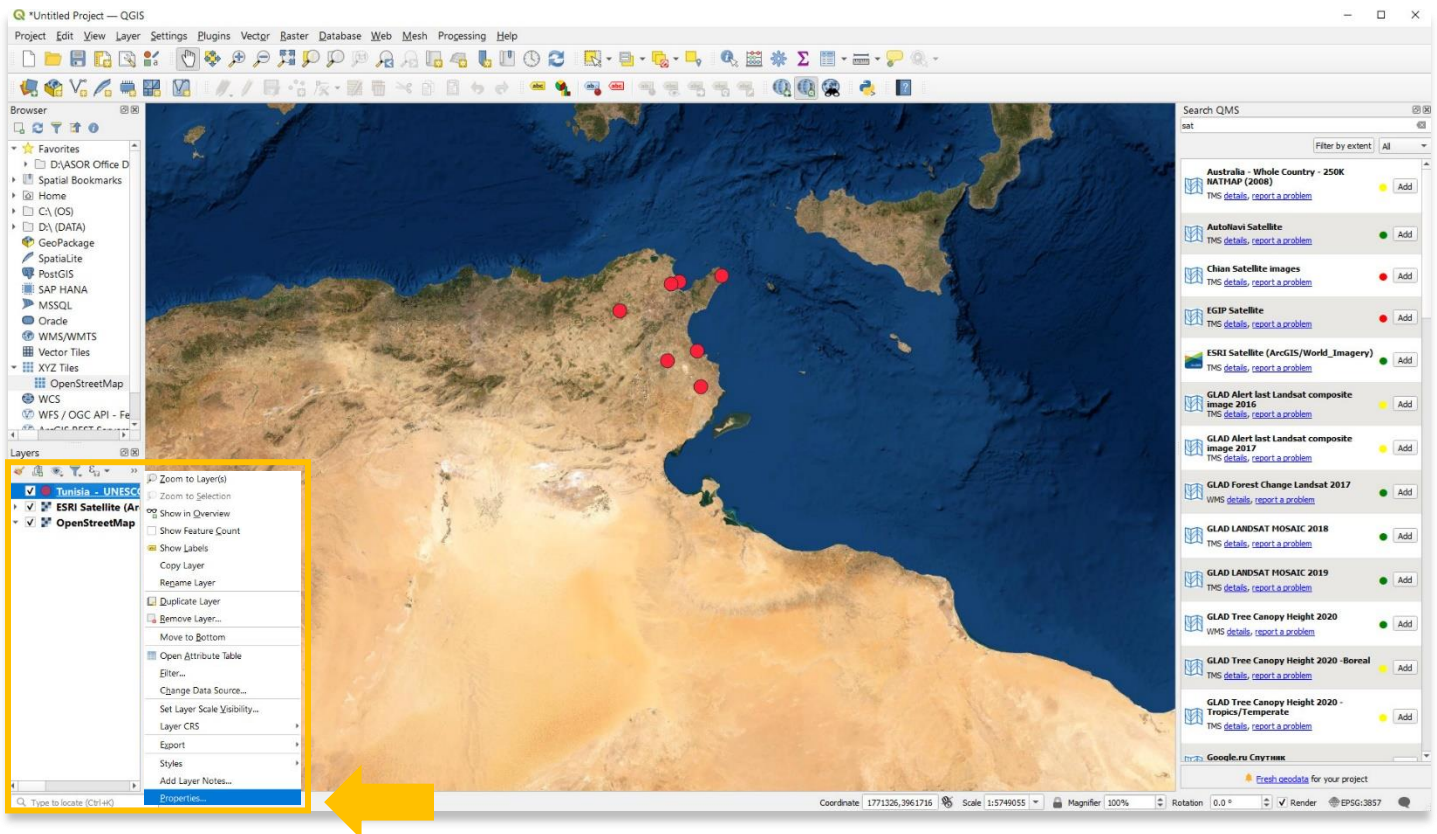 *Untitled Project — QGIS
Project Edit View Layer Settings Plugins Vector Raster Database Web Mesh Processing Help
Browser
Favorites
D:\ASOR Office D
Spatial Bookmarks
Home
C:\ (OS)
D:\ (DATA)
GeoPackage
SpatiaLite
PostGIS
SAP HANA
MSSQL
Oracle
WMS/WMTS
Vector Tiles
XYZ Tiles
OpenStreetMap
WCS
WFS / OGC API - Fe
ArcGIS REST Servers
Layers
Tunisia - UNESC
ESRI Satellite (Ar
OpenStreetMap
Zoom to Layer(s)
Zoom to Selection
Show in Overview
Show Feature Count
Show Labels
Copy Layer
Rename Layer
Duplicate Layer
Remove Layer...
Move to Bottom
Open Attribute Table
Filter...
Change Data Source...
Set Layer Scale Visibility...
Layer CRS
Export
Styles
Add Layer Notes...
Properties...
Search QMS
sat
Filter by extent All
Australia - Whole Country - 250K
NATMAP (2008)
TMS details, report a problem
Add
AutoNavi Satellite
TMS details, report a problem
Add
Chian Satellite images
TMS details, report a problem
Add
EGIP Satellite
TMS details, report a problem
Add
ESRI Satellite (ArcGIS/World_Imagery)
TMS details, report a problem
Add
GLAD Alert last Landsat composite
image 2016
TMS details, report a problem
Add
GLAD Alert last Landsat composite
image 2017
TMS details, report a problem
Add
GLAD Forest Change Landsat 2017
WMS details, report a problem
Add
GLAD LANDSAT MOSAIC 2018
TMS details, report a problem
Add
GLAD LANDSAT MOSAIC 2019
TMS details, report a problem
Add
GLAD Tree Canopy Height 2020
WMS details, report a problem
Add
GLAD Tree Canopy Height 2020 -Boreal
TMS details, report a problem
Add
GLAD Tree Canopy Height 2020 -
Tropics/Temperate
TMS details, report a problem
Add
Google.ru Спутник
Fresh geodata for your project
Type to locate (Ctrl+K)
Coordinate 1771326,3961716 Scale 1:5749055 Magnifier 100% Rotation 0.0 ° Render EPSG:3857